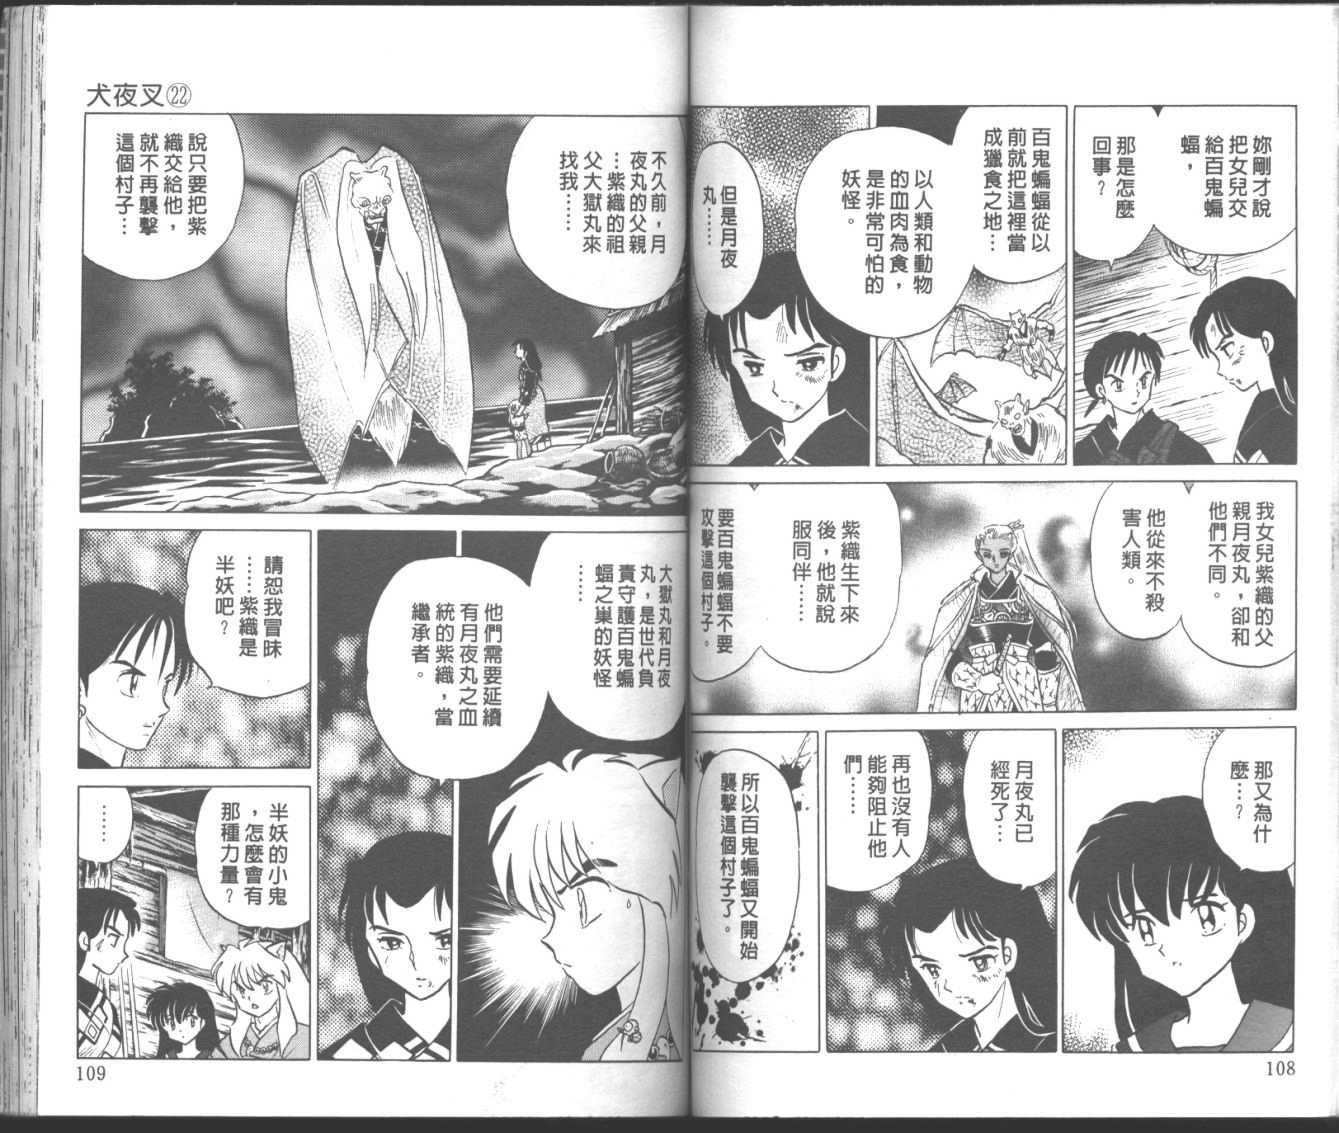 妳剛才說
把女兒交
給百鬼蝙
蝠，
那是怎麼
回事？
百鬼蝙蝠從以
前就把這裡當
成獵食之地…
以人類和動物
的血肉為食，
是非常可怕的
妖怪。
但是月夜
丸……
我女兒紫織的父
親月夜丸，卻和
他們不同。
他從來不殺
害人類。
紫織生下來
後，他就說
服同伴……
要百鬼蝙蝠不要
攻擊這個村子。
那又為什
麼…？
月夜丸已
經死了…
再也沒有人
能夠阻止他
們……
所以百鬼蝙蝠又開始
襲擊這個村子了。
108
犬夜叉㉒
不久前，月
夜丸的父親
…紫織的祖
父大獄丸來
找我……
說只要把紫
織交給他，
就不再襲擊
這個村子…
大獄丸和月夜
丸，是世代負
責守護百鬼蝙
蝠之巢的妖怪
……
他們需要延續
有月夜丸之血
統的紫織，當
繼承者。
請恕我冒昧
……紫織是
半妖吧？
半妖的小鬼
，怎麼會有
那種力量？
……
109